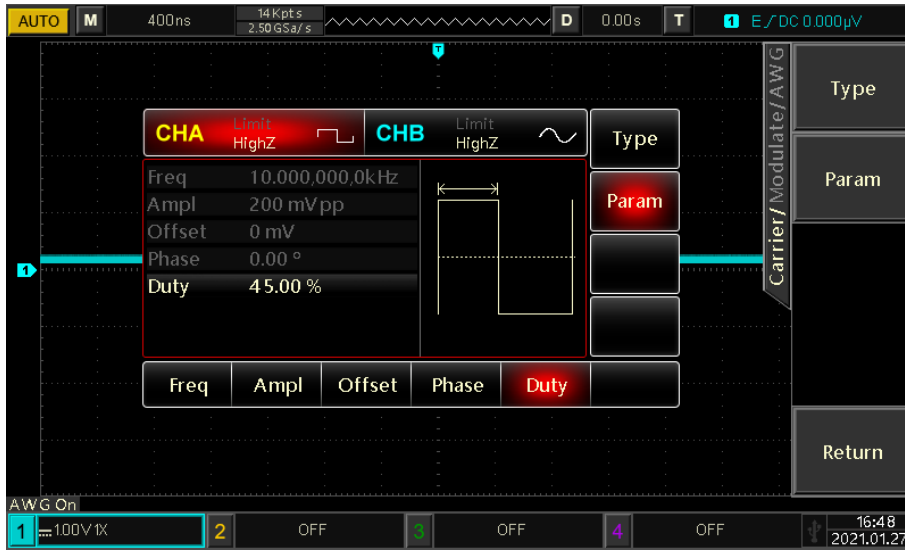 AUTO M 400ns 14Kpts D 0.00s T 1 E DC 0.000µV
2.50GSa/s
Carrier/Modulate/AWG
Type
Param
Return
CHA Limit HighZ CHB Limit HighZ
Type
Param
Freq 10.000,000,0kHz
Ampl 200 mVpp
Offset 0 mV
Phase 0.00 °
Duty 45.00 %
T
1
Freq Ampl Offset Phase Duty
AWG On
1 1.00V 1X 2 OFF 3 OFF 4 OFF 16:48
2021.01.27